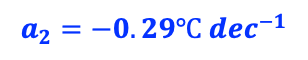 a₂ = −0.29°C dec⁻¹